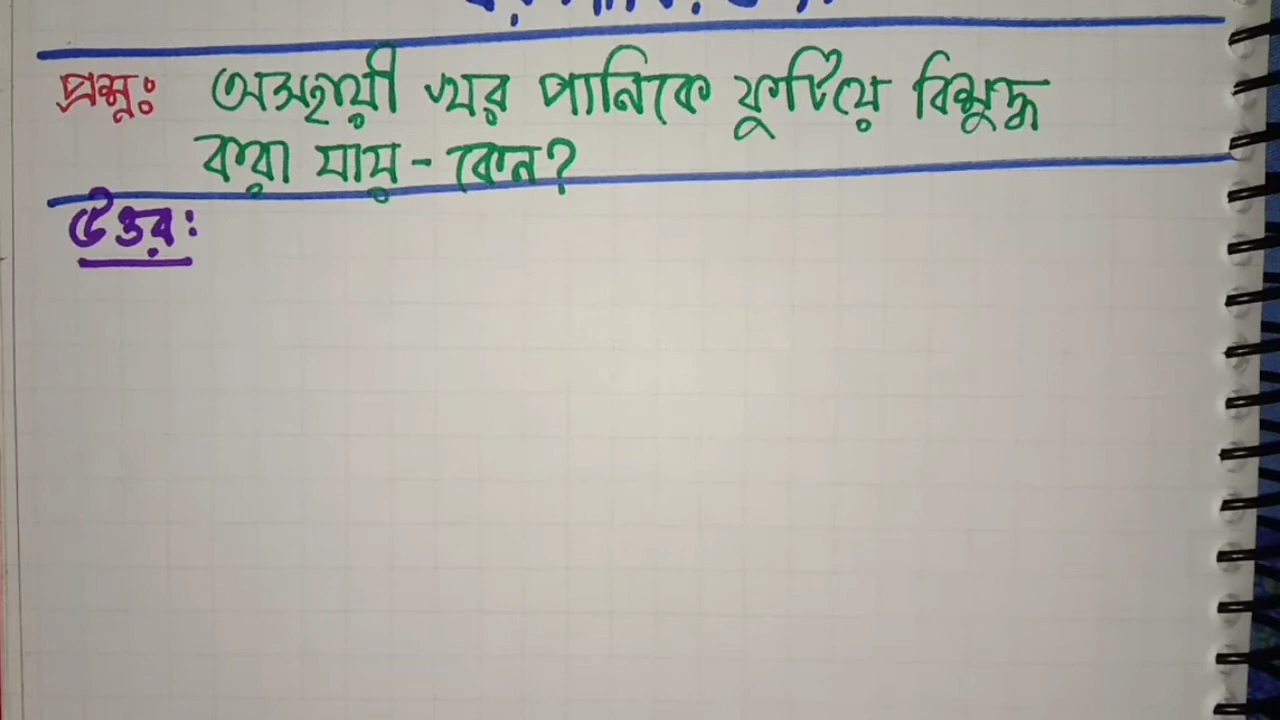 প্রশ্নঃ অস্থায়ী খর পানিকে ফুটিয়ে বিশুদ্ধ
করা যায় - কেন?
উত্তরঃ